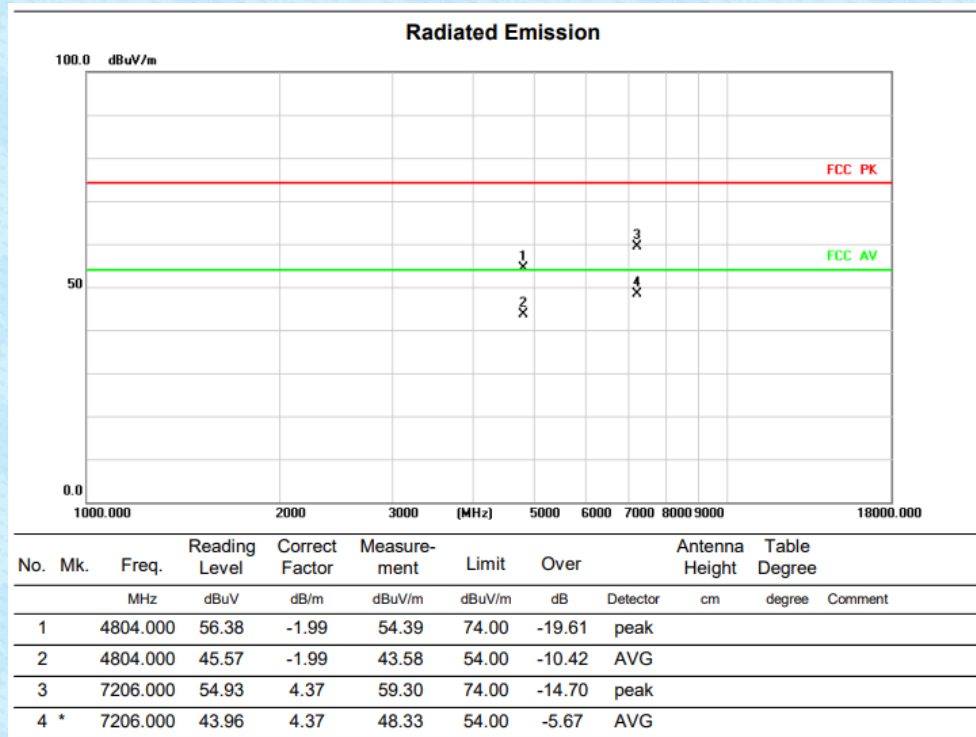 Radiated Emission
100.0 dBuV/m
FCC PK
3
1
FCC AV
50
4
2
0.0
1000.000 2000 3000 (MHz) 5000 6000 7000 8000 9000 18000.000
No. Mk. Freq. Reading Level Correct Factor Measure-ment Limit Over Antenna Height Table Degree
MHz dBuV dB/m dBuV/m dBuV/m dB Detector cm degree Comment
1 4804.000 56.38 -1.99 54.39 74.00 -19.61 peak
2 4804.000 45.57 -1.99 43.58 54.00 -10.42 AVG
3 7206.000 54.93 4.37 59.30 74.00 -14.70 peak
4 * 7206.000 43.96 4.37 48.33 54.00 -5.67 AVG